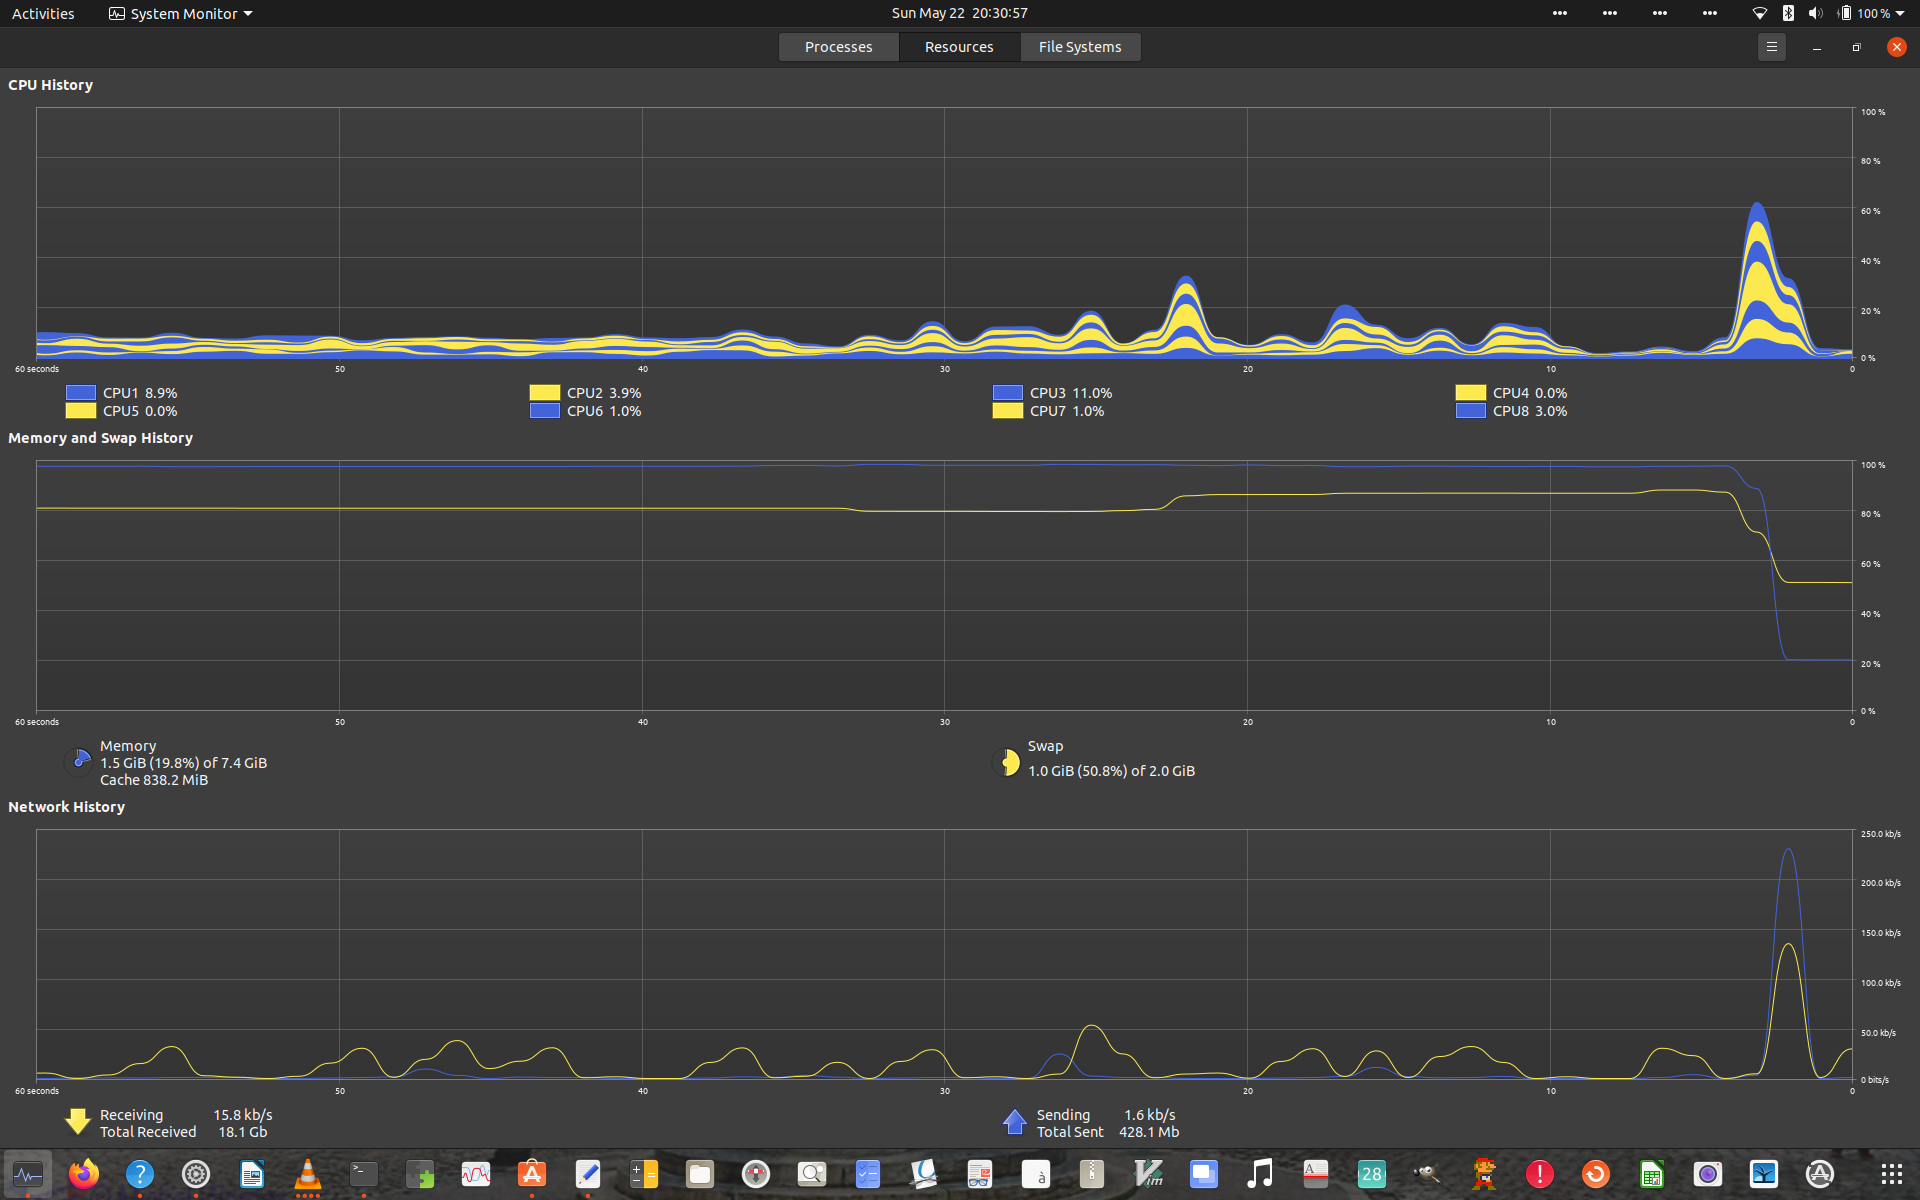 Activities System Monitor Sun May 22 20:30:57 100 %
Processes Resources File Systems
CPU History
100 %
80 %
60 %
40 %
20 %
0 %
60 seconds 50 40 30 20 10 0
CPU1 8.9% CPU2 3.9% CPU3 11.0% CPU4 0.0%
CPU5 0.0% CPU6 1.0% CPU7 1.0% CPU8 3.0%
Memory and Swap History
100 %
80 %
60 %
40 %
20 %
0 %
60 seconds 50 40 30 20 10 0
Memory
1.5 GiB (19.8%) of 7.4 GiB
Cache 838.2 MiB
Swap
1.0 GiB (50.8%) of 2.0 GiB
Network History
250.0 kb/s
200.0 kb/s
150.0 kb/s
100.0 kb/s
50.0 kb/s
0 bits/s
60 seconds 50 40 30 20 10 0
Receiving 15.8 kb/s
Total Received 18.1 Gb
Sending 1.6 kb/s
Total Sent 428.1 Mb
? >_ à Vim A 28 !